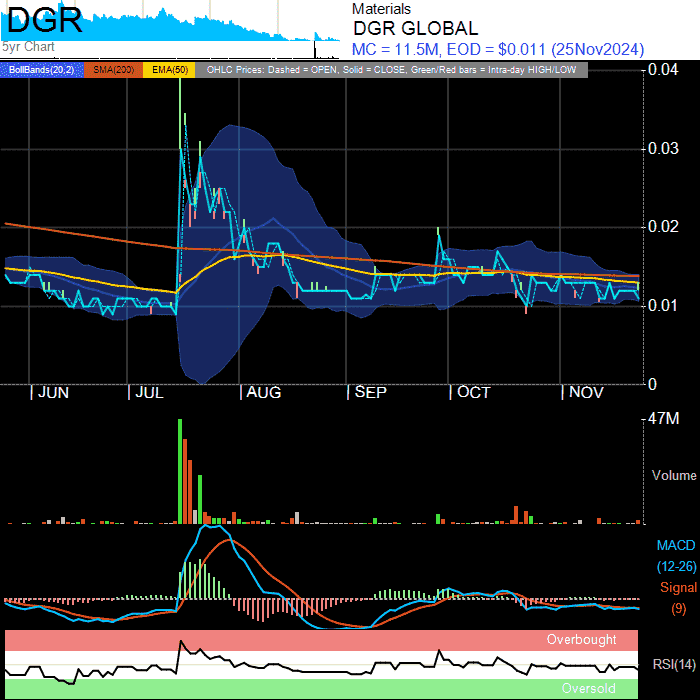 DGR
5yr Chart
Materials
DGR GLOBAL
MC = 11.5M, EOD = $0.011 (25Nov2024)
BollBands(20,2) SMA(200) EMA(50) OHLC Prices: Dashed = OPEN, Solid = CLOSE, Green/Red bars = Intra-day HIGH/LOW
0.04
0.03
0.02
0.01
0
JUN JUL AUG SEP OCT NOV
47M
Volume
MACD
(12-26)
Signal
(9)
Overbought
RSI(14)
Oversold